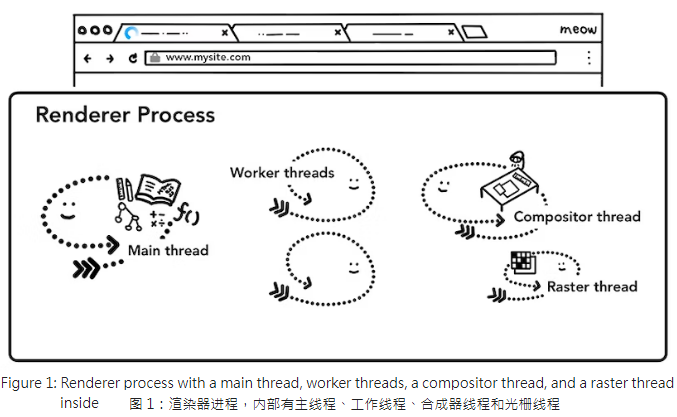 meow
www.mysite.com
Renderer Process
Main thread
Worker threads
Compositor thread
Raster thread
f()
Figure 1: Renderer process with a main thread, worker threads, a compositor thread, and a raster thread
inside 图 1：渲染器进程，内部有主线程、工作线程、合成器线程和光栅线程